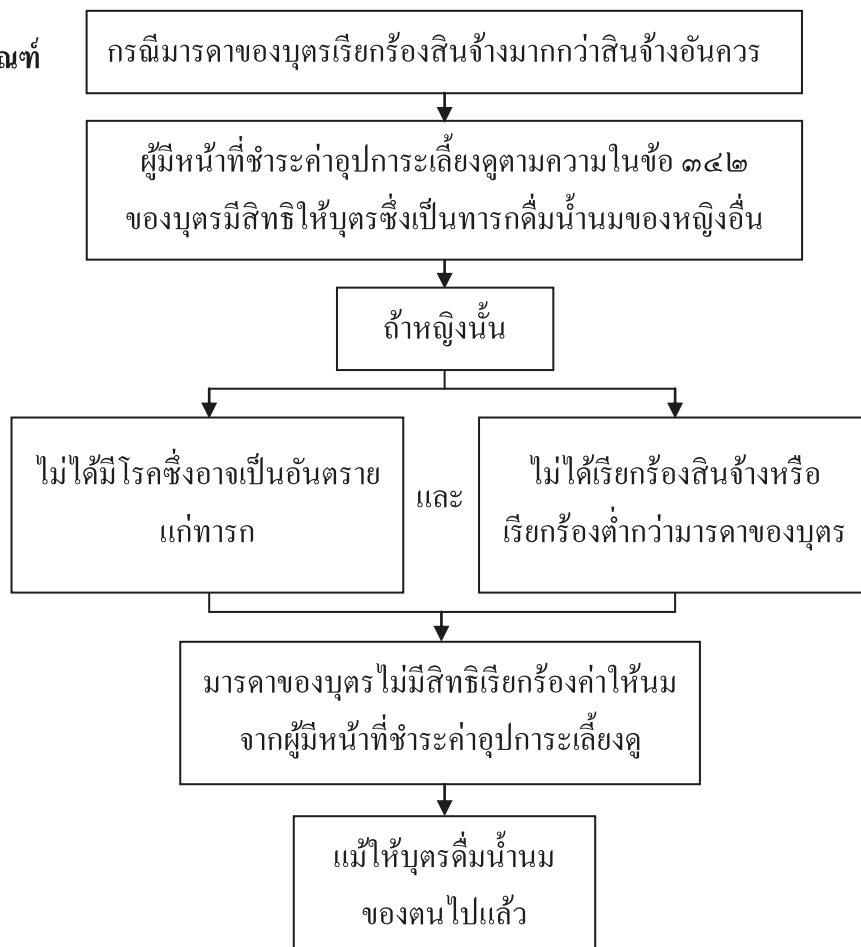 กรณีมารดาของบุตรเรียกร้องสินจ้างมากกว่าสินจ้างอันควร
ผู้มีหน้าที่ชำระค่าอุปการะเลี้ยงดูตามความในข้อ ๓๔๒
ของบุตรมีสิทธิให้บุตรซึ่งเป็นทารกดื่มน้ำนมของหญิงอื่น
ถ้าหญิงนั้น
ไม่ได้มีโรคซึ่งอาจเป็นอันตราย
แก่ทารก
และ
ไม่ได้เรียกร้องสินจ้างหรือ
เรียกร้องต่ำกว่ามารดาของบุตร
มารดาของบุตรไม่มีสิทธิเรียกร้องค่าให้นม
จากผู้มีหน้าที่ชำระค่าอุปการะเลี้ยงดู
แม้ให้บุตรดื่มน้ำนม
ของตนไปแล้ว